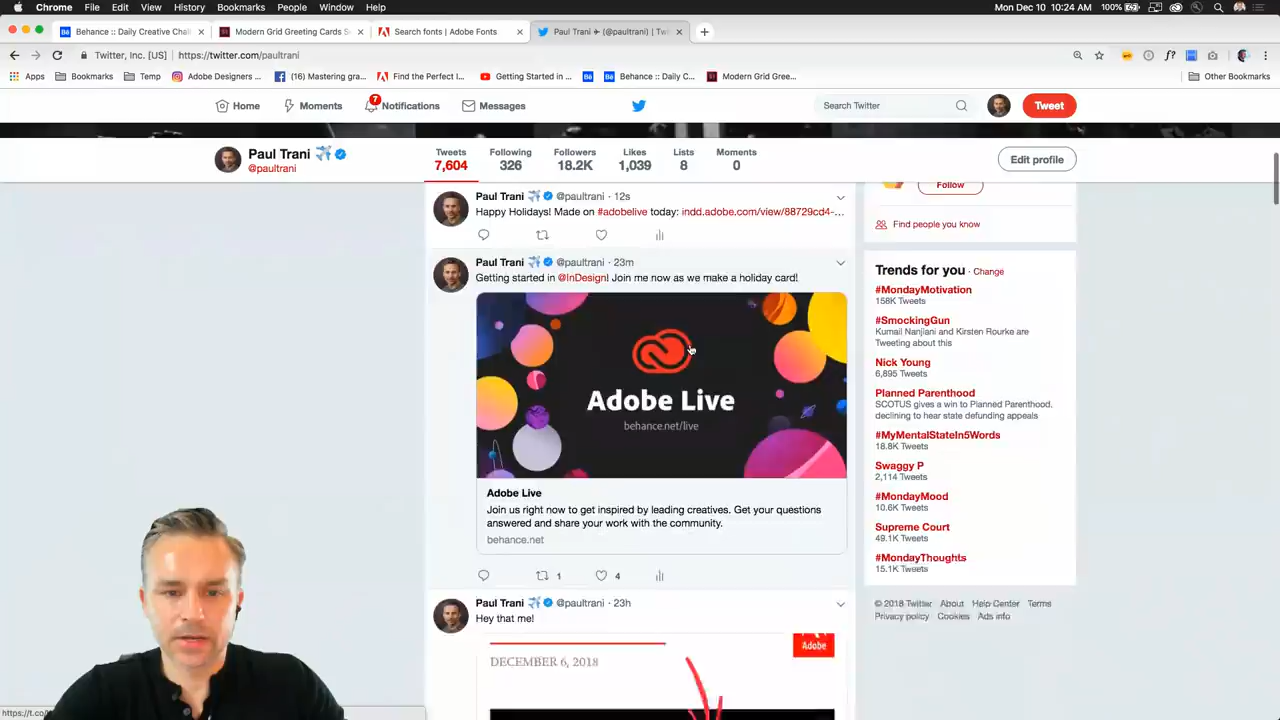 Chrome File Edit View History Bookmarks People Window Help 100% Mon Dec 10 10:24 AM
Behance :: Daily Creative Chall Modern Grid Greeting Cards S Search fonts | Adobe Fonts Paul Trani ✈ (@paultrani) | Twi
Twitter, Inc. [US] https://twitter.com/paultrani
Apps Bookmarks Temp Adobe Designers ... (16) Mastering gra... Find the Perfect I... Getting Started in ... Behance :: Daily C... Modern Grid Gree... Other Bookmarks
Home Moments 7 Notifications Messages Search Twitter Tweet
Paul Trani
@paultrani
Tweets Following Followers Likes Lists Moments
7,604 326 18.2K 1,039 8 0
Edit profile
Follow
Find people you know
Paul Trani @paultrani · 12s
Happy Holidays! Made on #adobelive today: indd.adobe.com/view/88729cd4-...
Paul Trani @paultrani · 23m
Getting started in @InDesign! Join me now as we make a holiday card!
Adobe Live
behance.net/live
Adobe Live
Join us right now to get inspired by leading creatives. Get your questions
answered and share your work with the community.
behance.net
1 4
Paul Trani @paultrani · 23h
Hey that me!
DECEMBER 6, 2018
Adobe
Trends for you · Change
#MondayMotivation
158K Tweets
#SmockingGun
Kumail Nanjiani and Kirsten Rourke are
Tweeting about this
Nick Young
6,895 Tweets
Planned Parenthood
SCOTUS gives a win to Planned Parenthood,
declining to hear state defunding appeals
#MyMentalStateIn5Words
18.8K Tweets
Swaggy P
2,114 Tweets
#MondayMood
10.6K Tweets
Supreme Court
49.1K Tweets
#MondayThoughts
15.1K Tweets
© 2018 Twitter About Help Center Terms
Privacy policy Cookies Ads info
https://t.co/